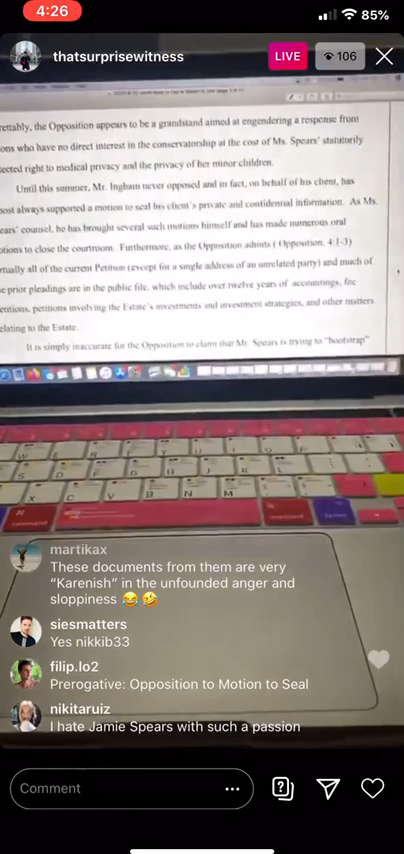 4:26
85%
thatsurprisewitness
LIVE
106
rettably, the Opposition appears to be a grandstand aimed at engendering a response from
ons who have no direct interest in the conservatorship at the cost of Ms. Spears' statutorily
ected right to medical privacy and the privacy of her minor children.
Until this summer, Mr. Ingham never opposed and in fact, on behalf of his client, has
most always supported a motion to seal his client's private and confidential information. As Ms.
ears' counsel, he has brought several such motions himself and has made numerous oral
otions to close the courtroom. Furthermore, as the Opposition admits ( Opposition, 4:1-3)
rtually all of the current Petition (except for a single address of an unrelated party) and much of
e prior pleadings are in the public file, which include over twelve years of accountings, fee
etitions, petitions involving the Estate's investments and investment strategies, and other matters
elating to the Estate.
It is simply inaccurate for the Opposition to claim that Mr. Spears is trying to "bootstrap"
W E R T Y U I O P
S D F G H J K L
X C V B N M
command
martikax
These documents from them are very
“Karenish” in the unfounded anger and
sloppiness 😂 🤣
siesmatters
Yes nikkib33
filip.lo2
Prerogative: Opposition to Motion to Seal
nikitaruiz
I hate Jamie Spears with such a passion
Comment